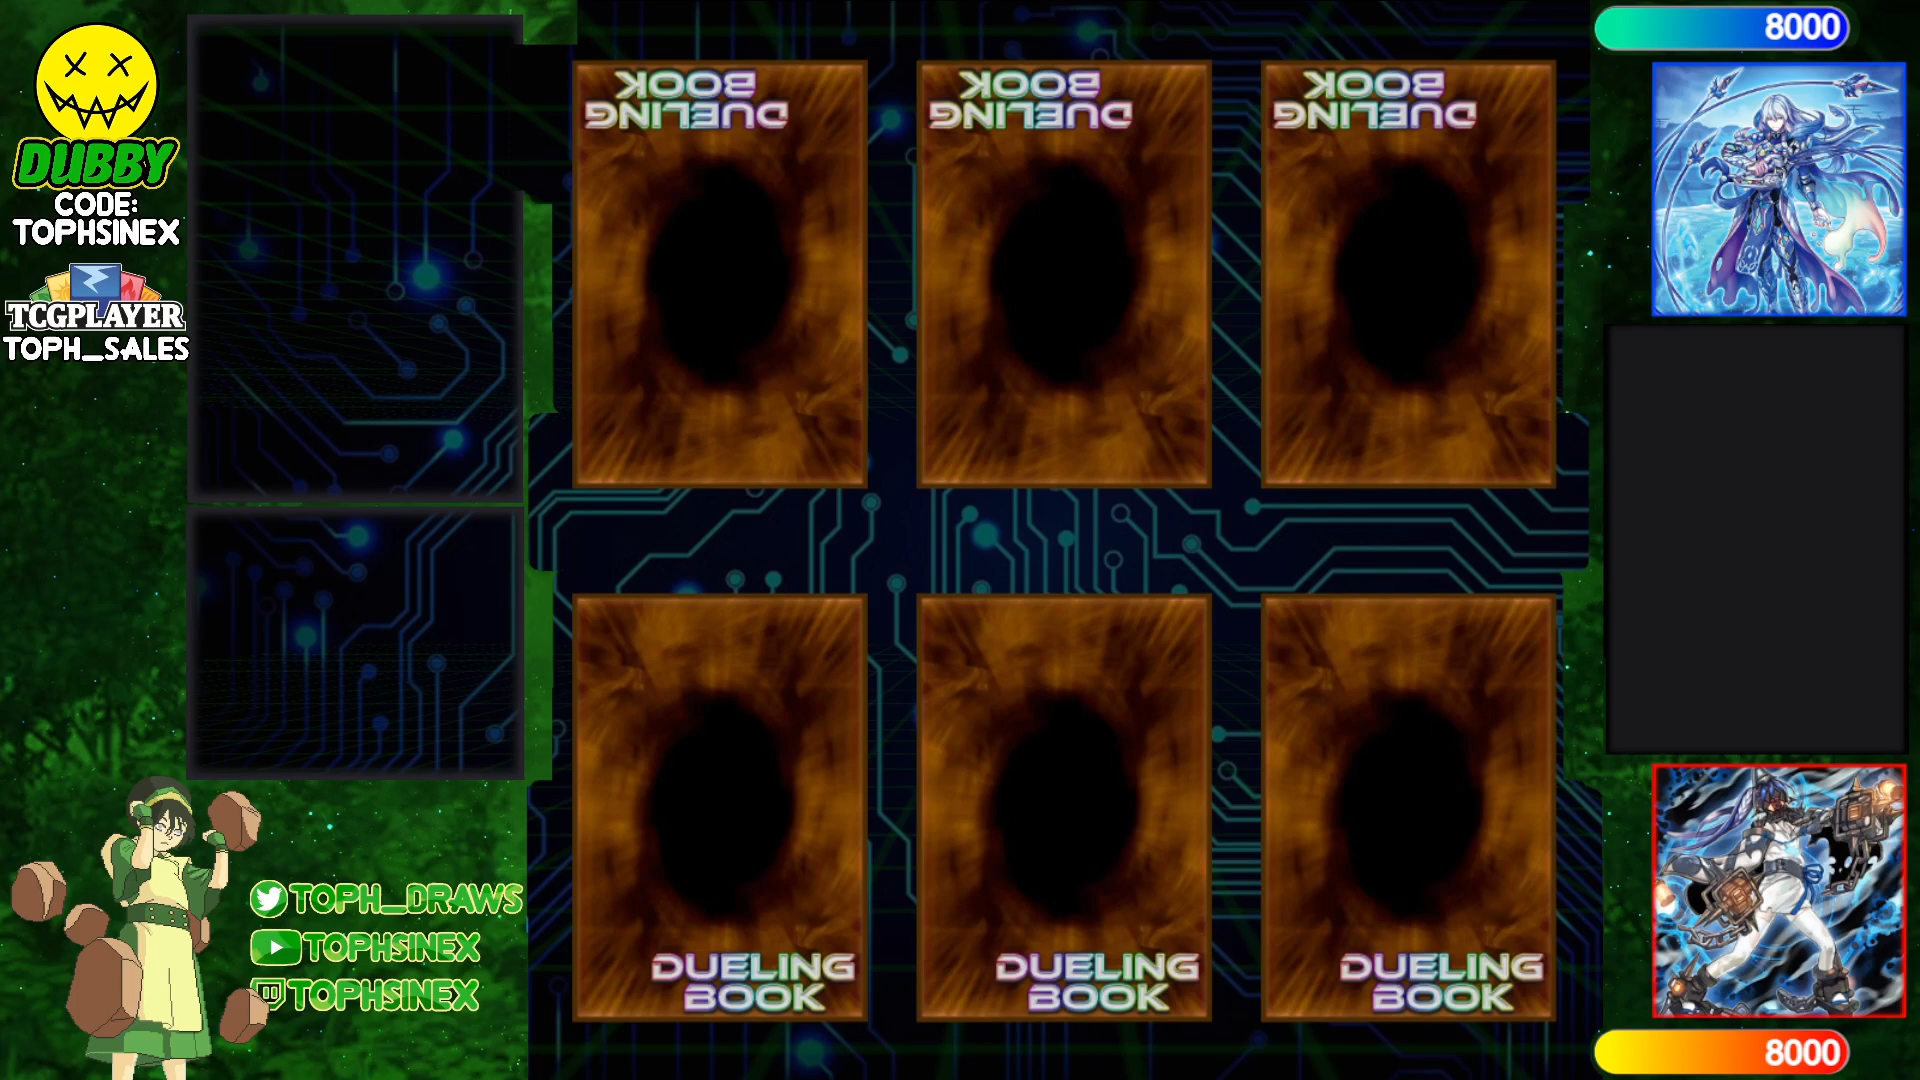 DUBBY
CODE:
TOPHSINEX
TCGPLAYER
TOPH_SALES
DUELING
BOOK
DUELING
BOOK
DUELING
BOOK
8000
DUELING
BOOK
DUELING
BOOK
DUELING
BOOK
TOPH_DRAWS
TOPHSINEX
TOPHSINEX
8000